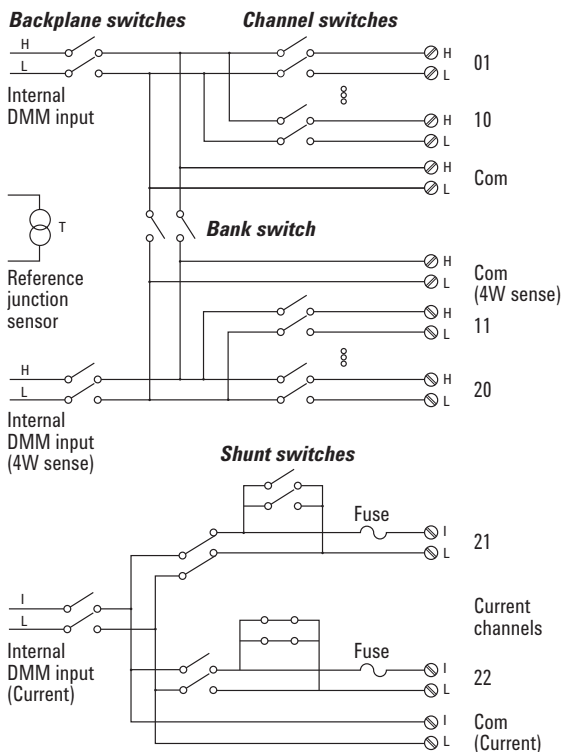 Backplane switches
Channel switches
H
L
Internal
DMM input
H
L
01
H
L
10
H
L
Com
T
Reference
junction
sensor
Bank switch
H
L
Com
(4W sense)
H
L
11
H
L
Internal
DMM input
(4W sense)
H
L
20
Shunt switches
Fuse
I
L
21
I
L
Internal
DMM input
(Current)
Current
channels
Fuse
I
L
22
I
L
Com
(Current)